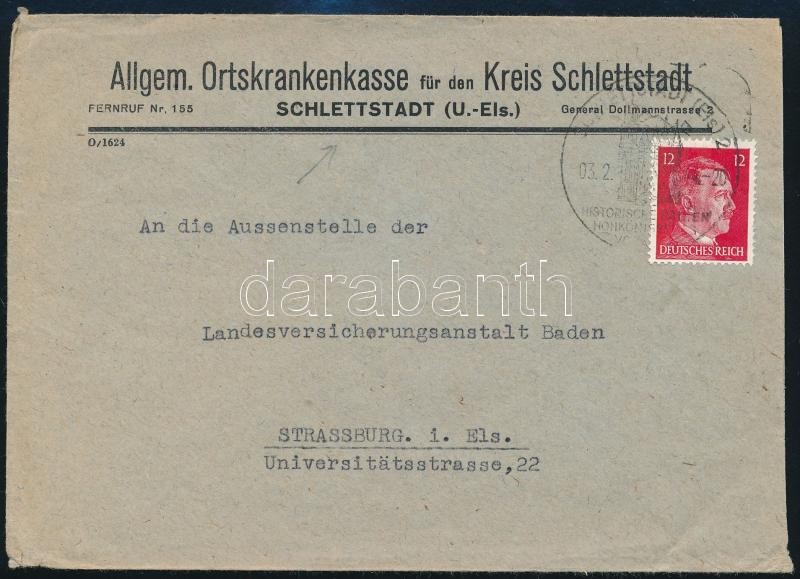 Allgem. Ortskrankenkasse für den Kreis Schlettstadt
FERNRUF Nr. 155 SCHLETTSTADT (U.-Els.) General Dollmannstrasse 2
O/1624
03.2. -20
HISTORISCHE
12 12
DEUTSCHES REICH
An die Aussenstelle der
darabanth
Landesversicherungsanstalt Baden
STRASSBURG. i. Els.
Universitätsstrasse,22